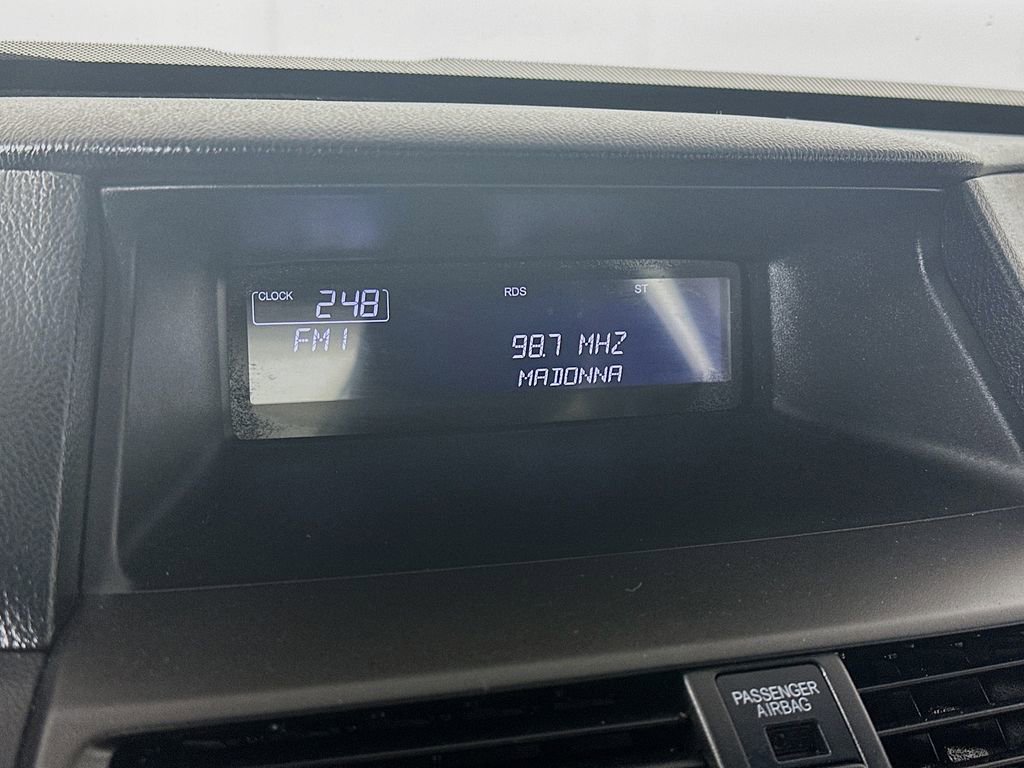 CLOCK 248
RDS
ST
FM1
98.7 MHZ
MADONNA
PASSENGER
AIRBAG